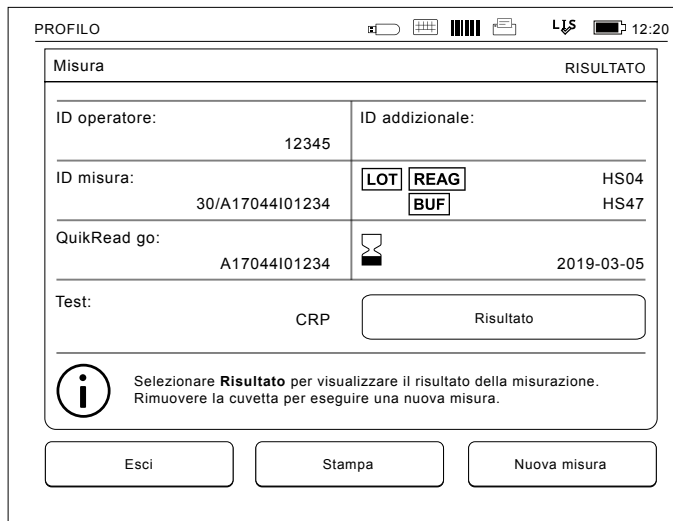 PROFILO
LIS
12:20
Misura
RISULTATO
ID operatore:
12345
ID addizionale:
ID misura:
30/A17044I01234
LOT REAG HS04
BUF HS47
QuikRead go:
A17044I01234
2019-03-05
Test:
CRP
Risultato
Selezionare Risultato per visualizzare il risultato della misurazione.
Rimuovere la cuvetta per eseguire una nuova misura.
Esci
Stampa
Nuova misura